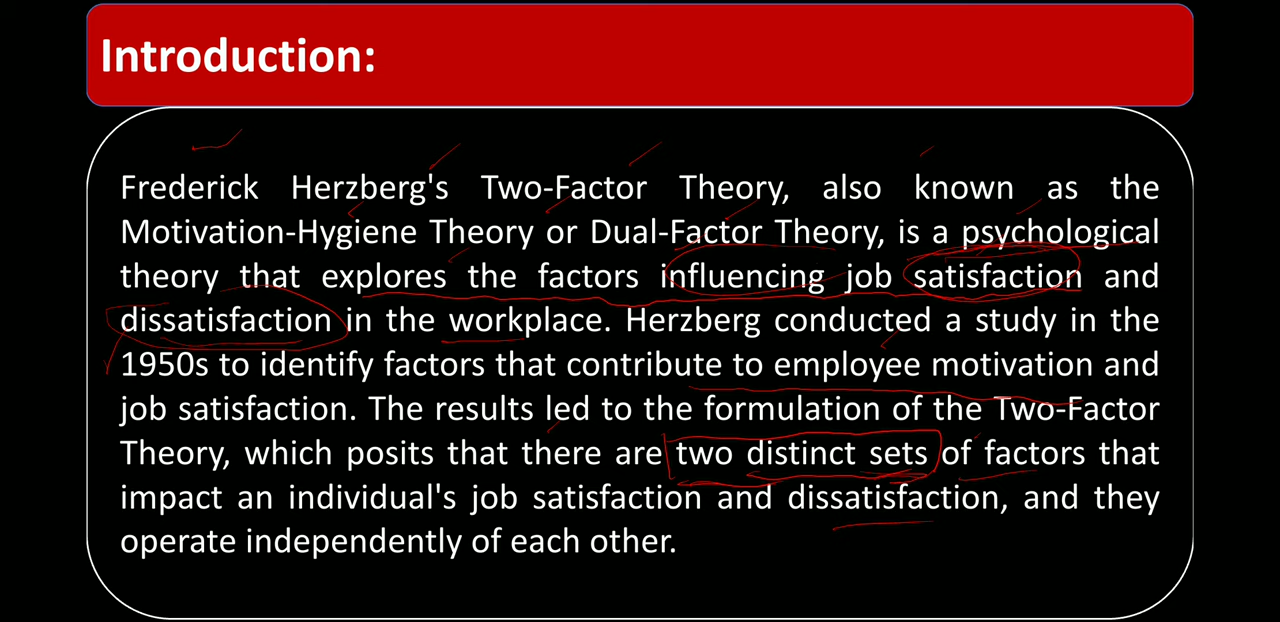 Introduction:
Frederick Herzberg's Two-Factor Theory, also known as the
Motivation-Hygiene Theory or Dual-Factor Theory, is a psychological
theory that explores the factors influencing job satisfaction and
dissatisfaction in the workplace. Herzberg conducted a study in the
1950s to identify factors that contribute to employee motivation and
job satisfaction. The results led to the formulation of the Two-Factor
Theory, which posits that there are two distinct sets of factors that
impact an individual's job satisfaction and dissatisfaction, and they
operate independently of each other.